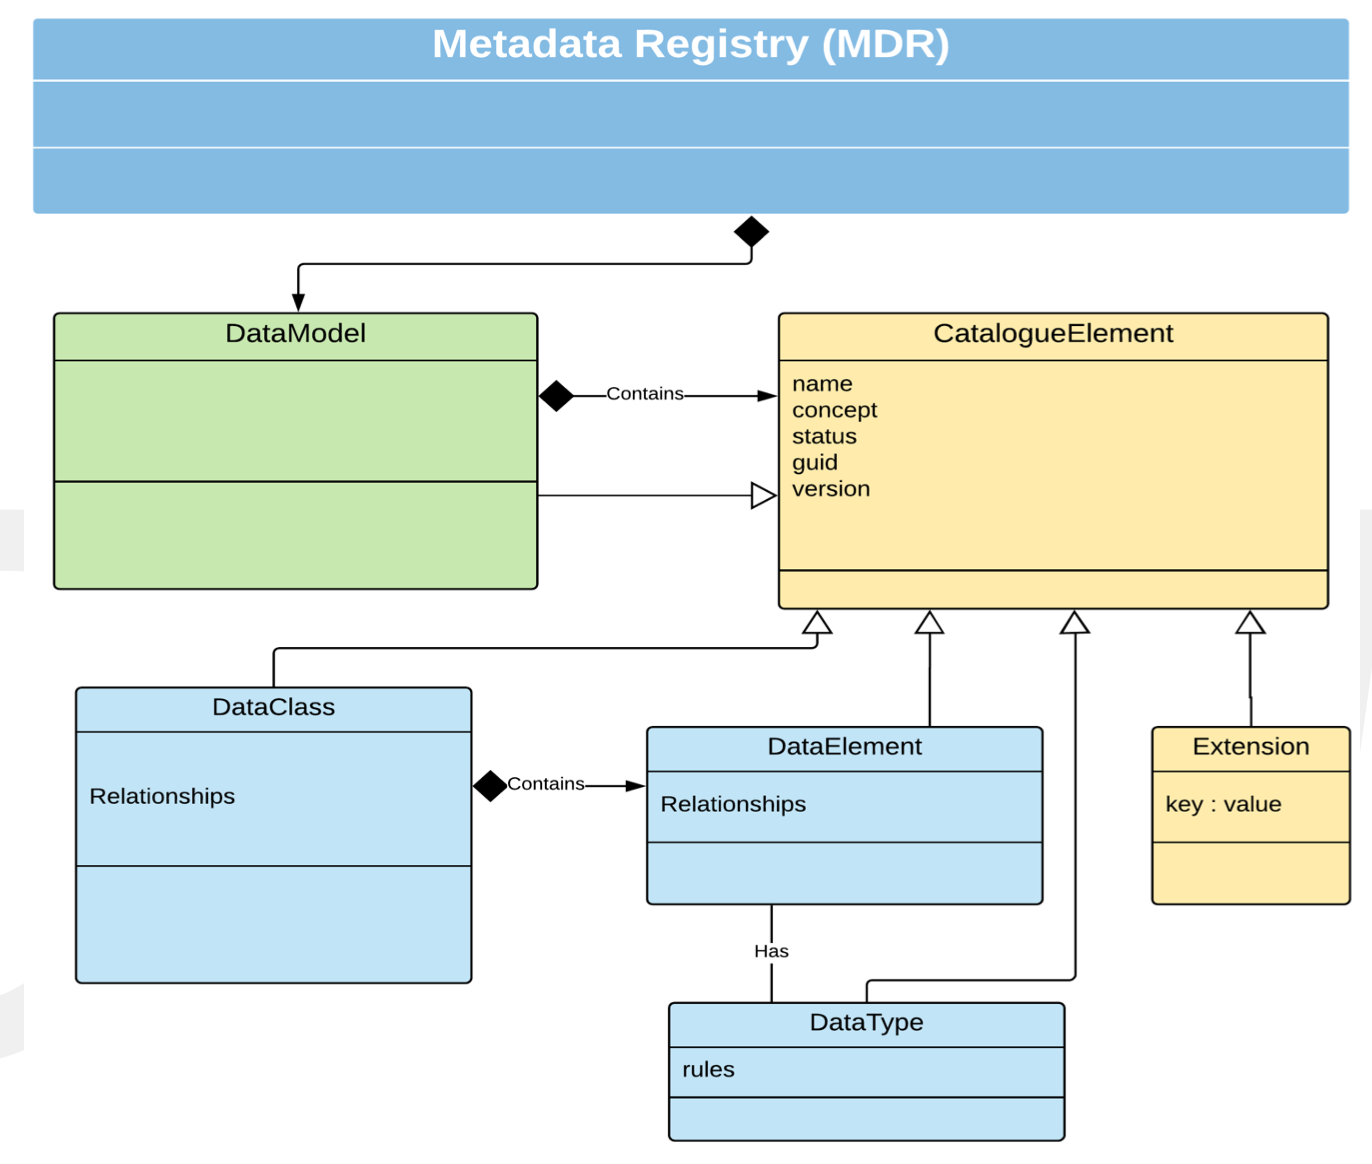 Metadata Registry (MDR)
DataModel
CatalogueElement
name
concept
status
guid
version
Contains
DataClass
Relationships
Contains
DataElement
Relationships
Extension
key : value
Has
DataType
rules